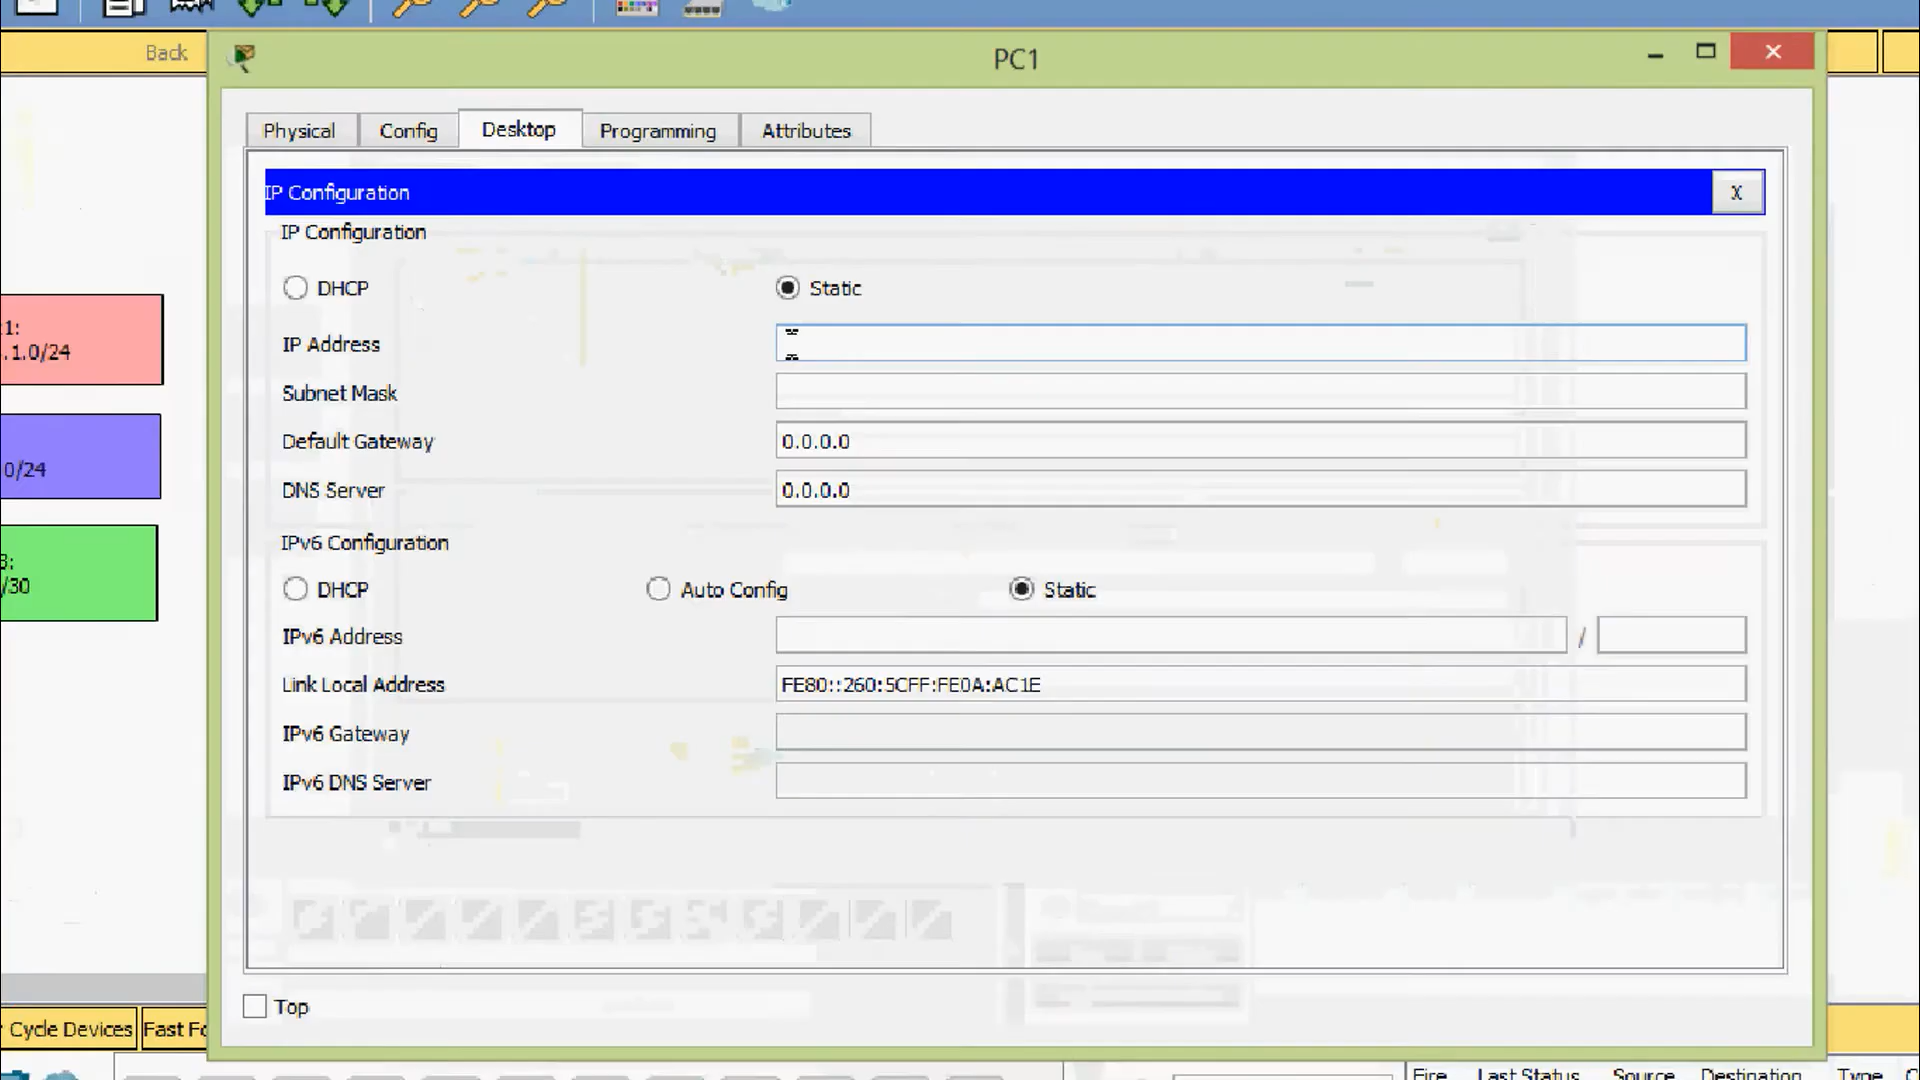 Back
PC1
Physical
Config
Desktop
Programming
Attributes
IP Configuration
X
IP Configuration
DHCP
Static
IP Address
Subnet Mask
Default Gateway
0.0.0.0
DNS Server
0.0.0.0
IPv6 Configuration
DHCP
Auto Config
Static
IPv6 Address
/
Link Local Address
FE80::260:5CFF:FE0A:AC1E
IPv6 Gateway
IPv6 DNS Server
Top
1:
.1.0/24
0/24
/30
Cycle Devices
Fast Fo
Fire
Last Status
Source
Destination
Type